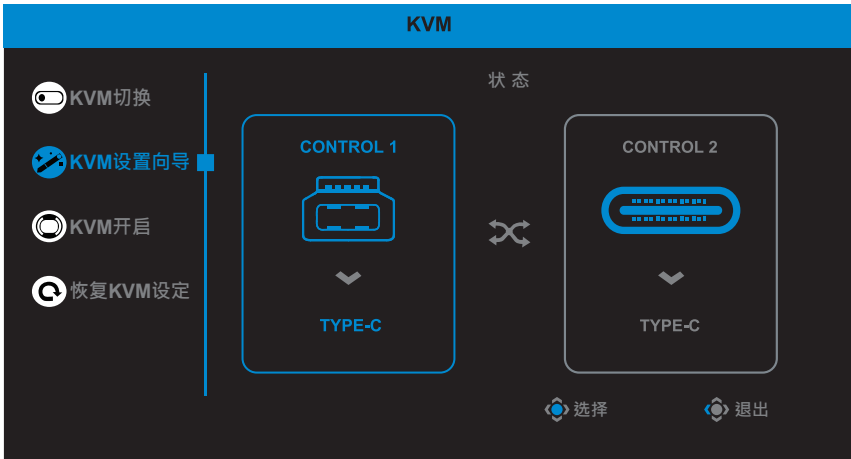 KVM
KVM切换
KVM设置向导
KVM开启
恢复KVM设定
状态
CONTROL 1
TYPE-C
CONTROL 2
TYPE-C
选择
退出